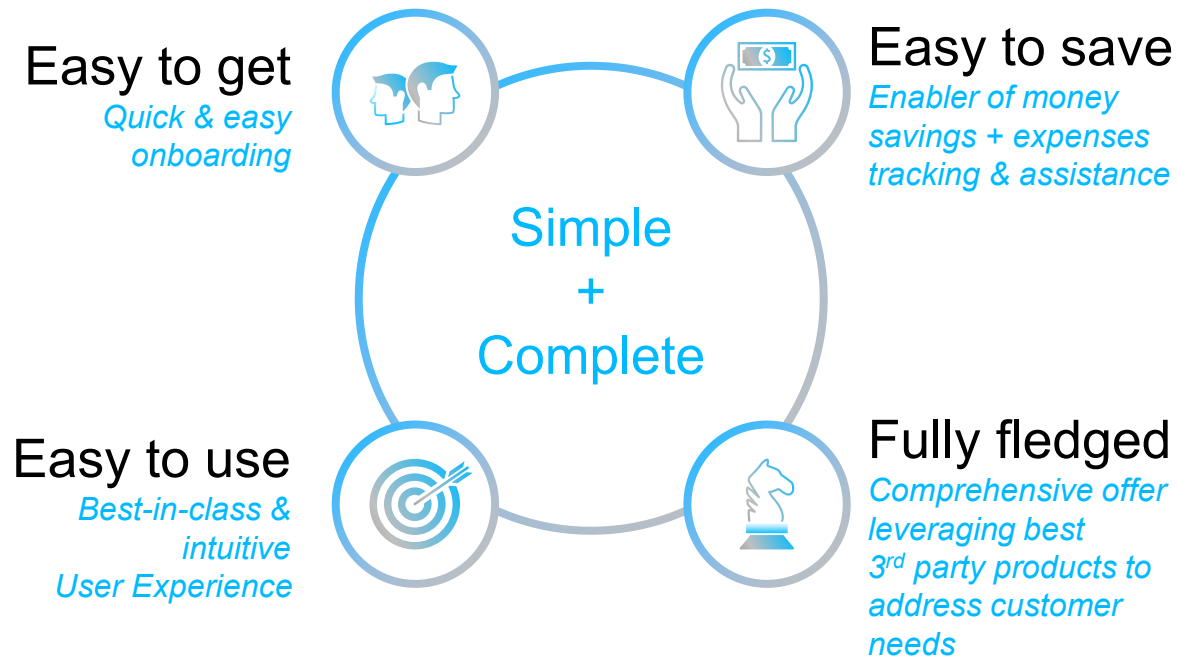 Easy to get
Quick & easy
onboarding
Easy to save
Enabler of money
savings + expenses
tracking & assistance
Simple
+
Complete
Easy to use
Best-in-class &
intuitive
User Experience
Fully fledged
Comprehensive offer
leveraging best
3rd party products to
address customer
needs
$